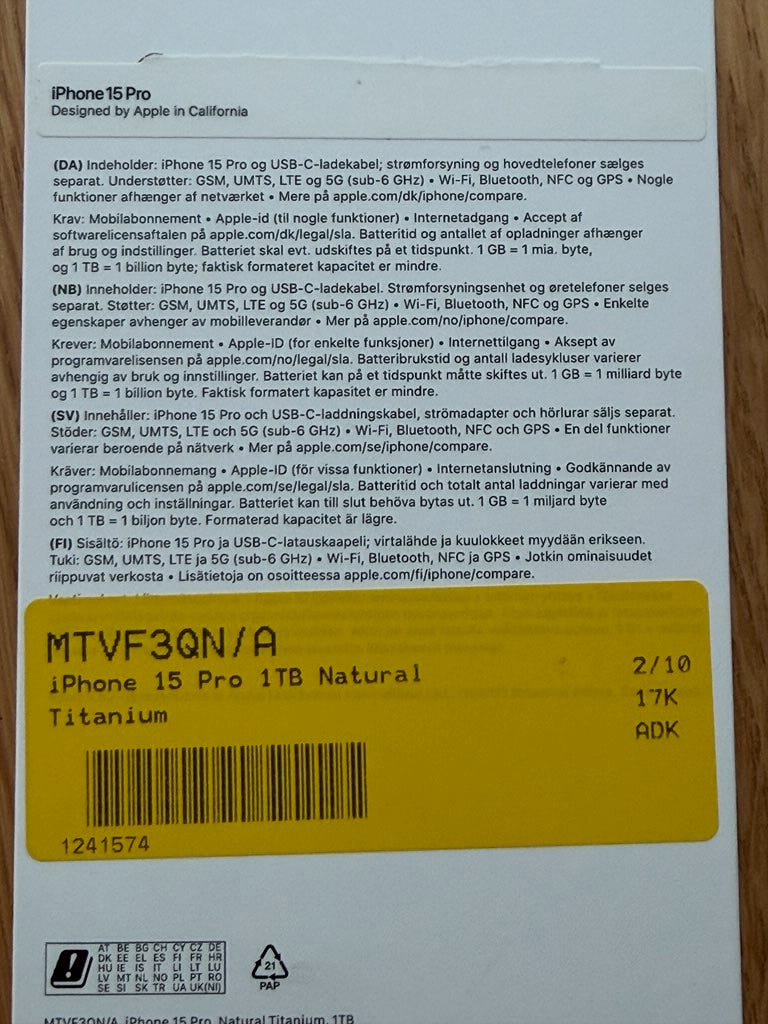 iPhone 15 Pro
Designed by Apple in California
(DA) Indeholder: iPhone 15 Pro og USB-C-ladekabel; strømforsyning og hovedtelefoner sælges
separat. Understøtter: GSM, UMTS, LTE og 5G (sub-6 GHz) • Wi-Fi, Bluetooth, NFC og GPS • Nogle
funktioner afhænger af netværket • Mere på apple.com/dk/iphone/compare.
Krav: Mobilabonnement • Apple-id (til nogle funktioner) • Internetadgang • Accept af
softwarelicensaftalen på apple.com/dk/legal/sla. Batteritid og antallet af opladninger afhænger
af brug og indstillinger. Batteriet skal evt. udskiftes på et tidspunkt. 1 GB = 1 mia. byte,
og 1 TB = 1 billion byte; faktisk formateret kapacitet er mindre.
(NB) Inneholder: iPhone 15 Pro og USB-C-ladekabel. Strømforsyningsenhet og øretelefoner selges
separat. Støtter: GSM, UMTS, LTE og 5G (sub-6 GHz) • Wi-Fi, Bluetooth, NFC og GPS • Enkelte
egenskaper avhenger av mobilleverandør • Mer på apple.com/no/iphone/compare.
Krever: Mobilabonnement • Apple-ID (for enkelte funksjoner) • Internettilgang • Aksept av
programvarelisensen på apple.com/no/legal/sla. Batteribrukstid og antall ladesykluser varierer
avhengig av bruk og innstillinger. Batteriet kan på et tidspunkt måtte skiftes ut. 1 GB = 1 milliard byte
og 1 TB = 1 billion byte. Faktisk formatert kapasitet er mindre.
(SV) Innehåller: iPhone 15 Pro och USB-C-laddningskabel, strömadapter och hörlurar säljs separat.
Stöder: GSM, UMTS, LTE och 5G (sub-6 GHz) • Wi-Fi, Bluetooth, NFC och GPS • En del funktioner
varierar beroende på nätverk • Mer på apple.com/se/iphone/compare.
Kräver: Mobilabonnemang • Apple-ID (för vissa funktioner) • Internetanslutning • Godkännande av
programvarulicensen på apple.com/se/legal/sla. Batteritid och totalt antal laddningar varierar med
användning och inställningar. Batteriet kan till slut behöva bytas ut. 1 GB = 1 miljard byte
och 1 TB = 1 biljon byte. Formaterad kapacitet är lägre.
(FI) Sisältö: iPhone 15 Pro ja USB-C-latauskaapeli; virtalähde ja kuulokkeet myydään erikseen.
Tuki: GSM, UMTS, LTE ja 5G (sub-6 GHz) • Wi-Fi, Bluetooth, NFC ja GPS • Jotkin ominaisuudet
riippuvat verkosta • Lisätietoja on osoitteessa apple.com/fi/iphone/compare.
MTVF3QN/A
iPhone 15 Pro 1TB Natural
Titanium
2/10
17K
ADK
1241574
AT BE BG CH CY CZ DE
DK EE EL ES FI FR HR
HU IE IS IT LI LT LU
LV MT NL NO PL PT RO
SE SI SK TR UA UK(NI)
21
PAP
MTVF3QN/A, iPhone 15 Pro, Natural Titanium, 1TB